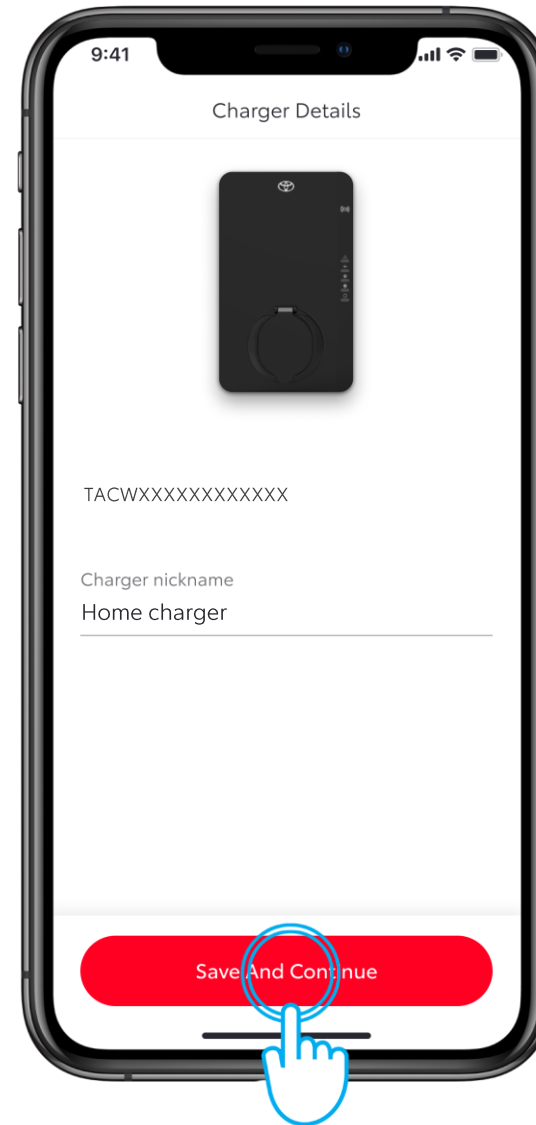 9:41
Charger Details
TACWXXXXXXXXXXXX
Charger nickname
Home charger
Save And Continue